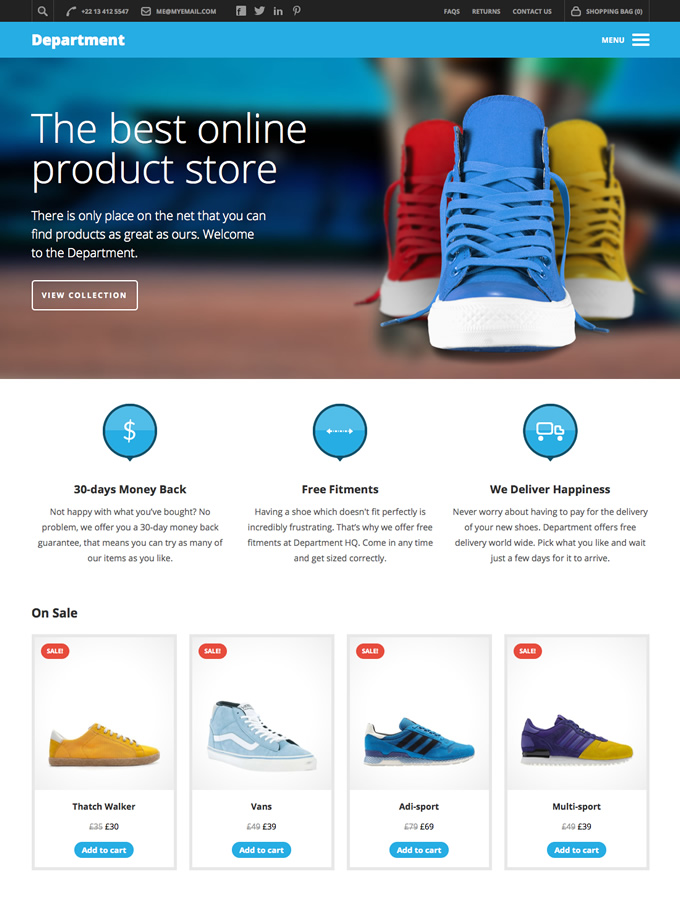 +22 13 412 5547 ME@MYEMAIL.COM FAQS RETURNS CONTACT US SHOPPING BAG (0)
Department MENU
The best online
product store
There is only place on the net that you can
find products as great as ours. Welcome
to the Department.
VIEW COLLECTION
$
30-days Money Back
Not happy with what you've bought? No
problem, we offer you a 30-day money back
guarantee, that means you can try as many of
our items as you like.
Free Fitments
Having a shoe which doesn't fit perfectly is
incredibly frustrating. That's why we offer free
fitments at Department HQ. Come in any time
and get sized correctly.
We Deliver Happiness
Never worry about having to pay for the delivery
of your new shoes. Department offers free
delivery world wide. Pick what you like and wait
just a few days for it to arrive.
On Sale
SALE! SALE! SALE! SALE!
Thatch Walker Vans Adi-sport Multi-sport
£35 £30 £49 £39 £79 £69 £49 £39
Add to cart Add to cart Add to cart Add to cart